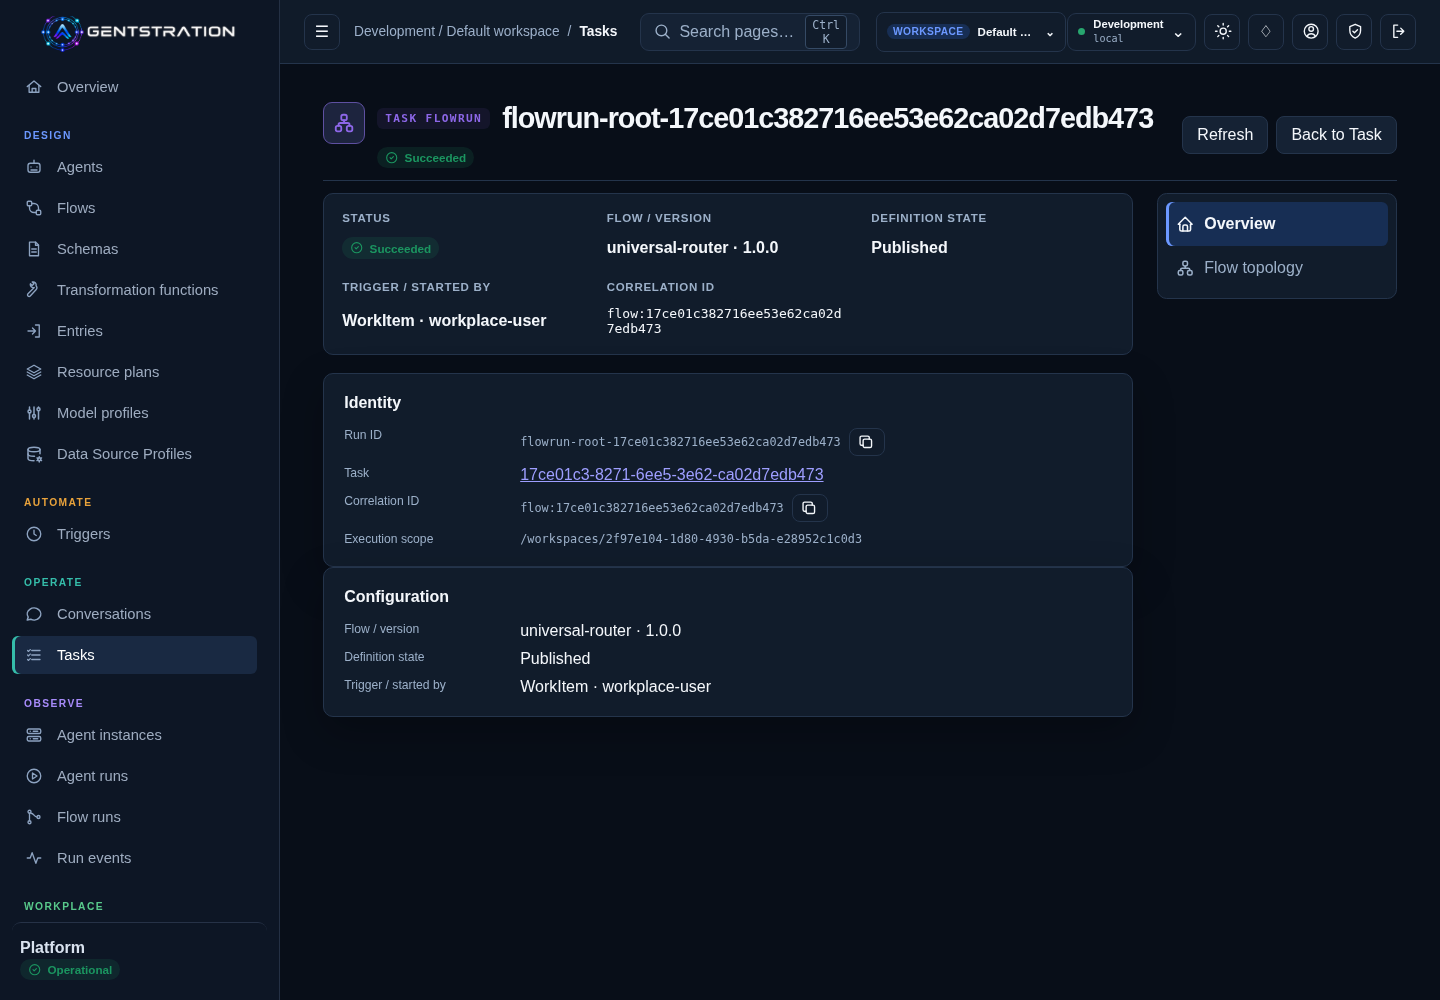 GENTSTRATION
Overview
DESIGN
Agents
Flows
Schemas
Transformation functions
Entries
Resource plans
Model profiles
Data Source Profiles
AUTOMATE
Triggers
OPERATE
Conversations
Tasks
OBSERVE
Agent instances
Agent runs
Flow runs
Run events
WORKPLACE
Platform
Operational
Development / Default workspace / Tasks
Search pages…
Ctrl
K
WORKSPACE Default …
Development
local
TASK FLOWRUN flowrun-root-17ce01c382716ee53e62ca02d7edb473
Succeeded
Refresh
Back to Task
STATUS
Succeeded
FLOW / VERSION
universal-router · 1.0.0
DEFINITION STATE
Published
TRIGGER / STARTED BY
WorkItem · workplace-user
CORRELATION ID
flow:17ce01c382716ee53e62ca02d
7edb473
Overview
Flow topology
Identity
Run ID flowrun-root-17ce01c382716ee53e62ca02d7edb473
Task 17ce01c3-8271-6ee5-3e62-ca02d7edb473
Correlation ID flow:17ce01c382716ee53e62ca02d7edb473
Execution scope /workspaces/2f97e104-1d80-4930-b5da-e28952c1c0d3
Configuration
Flow / version universal-router · 1.0.0
Definition state Published
Trigger / started by WorkItem · workplace-user